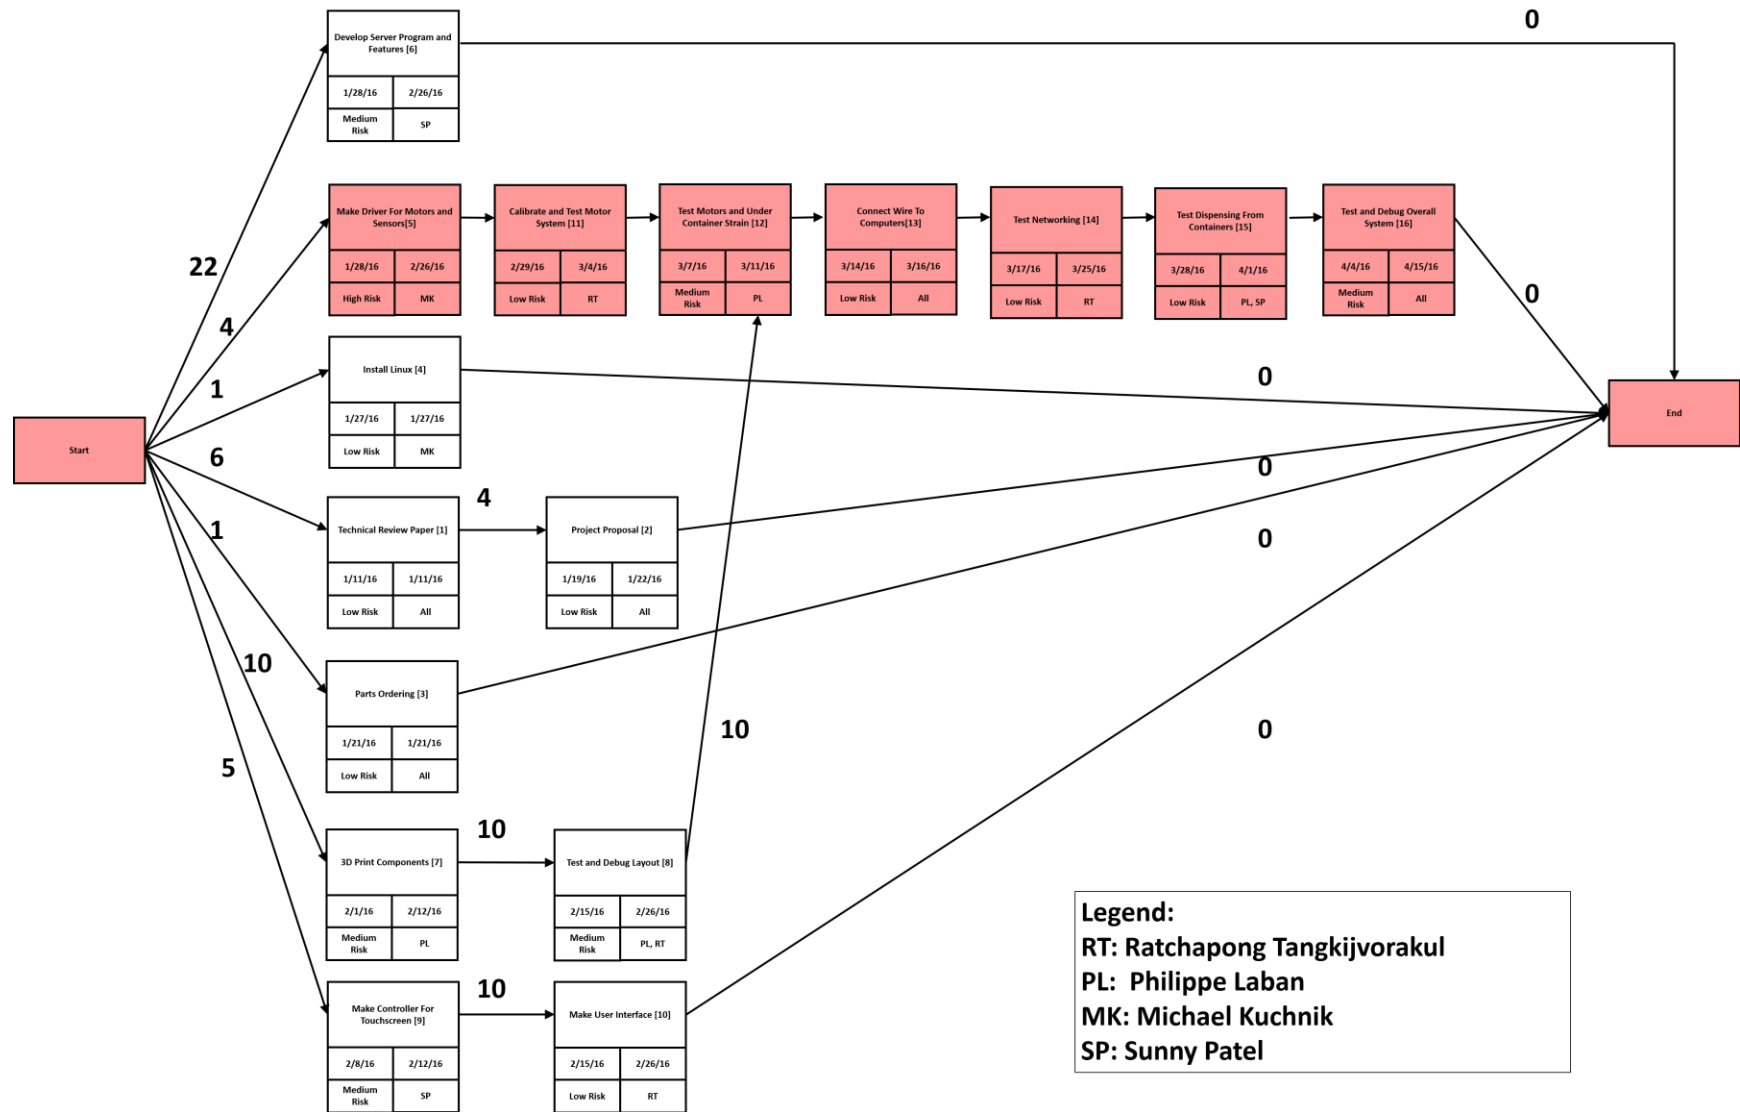 0
Develop Server Program and
Features [6]
1/28/16 2/26/16
Medium
Risk
SP
22
Make Driver For Motors and
Sensors[5]
1/28/16 2/26/16
High Risk MK
Calibrate and Test Motor
System [11]
2/29/16 3/4/16
Low Risk RT
Test Motors and Under
Container Strain [12]
3/7/16 3/11/16
Medium
Risk
PL
Connect Wire To
Computers[13]
3/14/16 3/16/16
Low Risk All
Test Networking [14]
3/17/16 3/25/16
Low Risk RT
Test Dispensing From
Containers [15]
3/28/16 4/1/16
Low Risk PL, SP
Test and Debug Overall
System [16]
4/4/16 4/15/16
Medium
Risk
All
0
4
1
Install Linux [4]
1/27/16 1/27/16
Low Risk MK
0
Start
End
6
Technical Review Paper [1]
1/11/16 1/11/16
Low Risk All
4
Project Proposal [2]
1/19/16 1/22/16
Low Risk All
0
1
Parts Ordering [3]
1/21/16 1/21/16
Low Risk All
0
10
3D Print Components [7]
2/1/16 2/12/16
Medium
Risk
PL
10
Test and Debug Layout [8]
2/15/16 2/26/16
Medium
Risk
PL, RT
10
5
Make Controller For
Touchscreen [9]
2/8/16 2/12/16
Medium
Risk
SP
10
Make User Interface [10]
2/15/16 2/26/16
Low Risk RT
0
Legend:
RT: Ratchapong Tangkijvorakul
PL: Philippe Laban
MK: Michael Kuchnik
SP: Sunny Patel